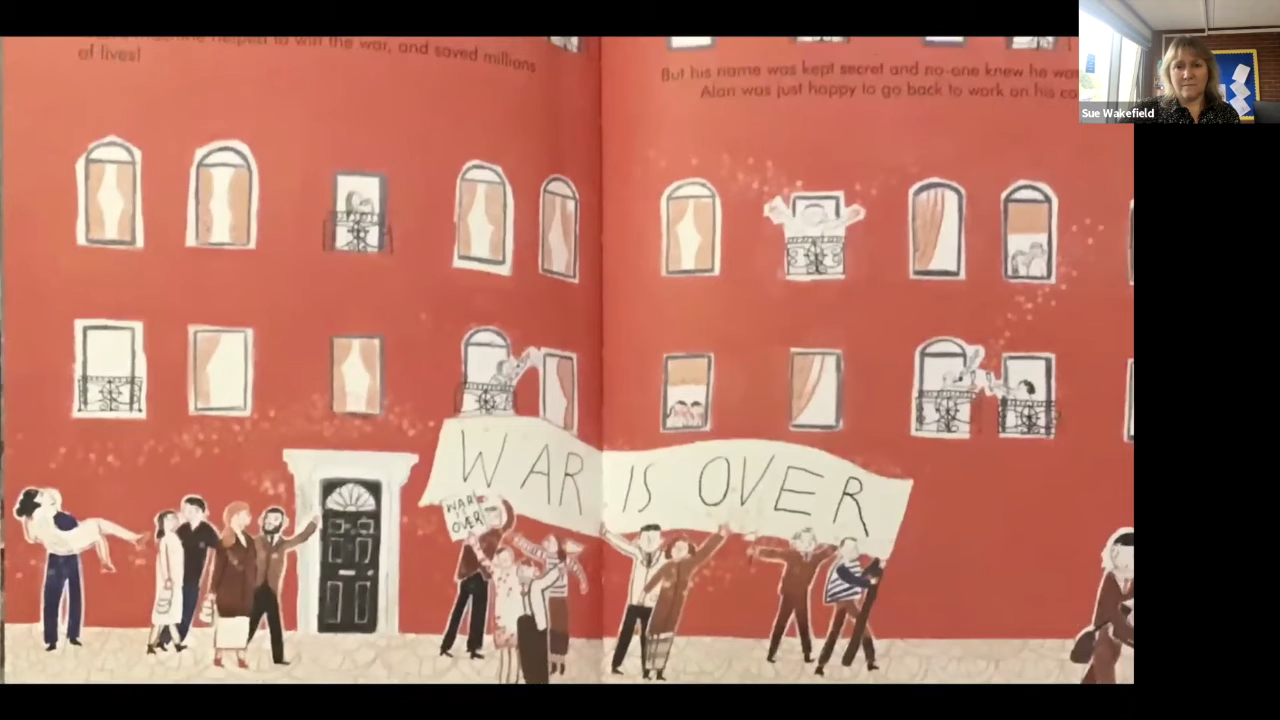 machine helped to win the war, and saved millions
of lives!
But his name was kept secret and no-one knew he
Alan was just happy to go back to work on his
WAR IS OVER
WAR
IS
OVER
Sue Wakefield